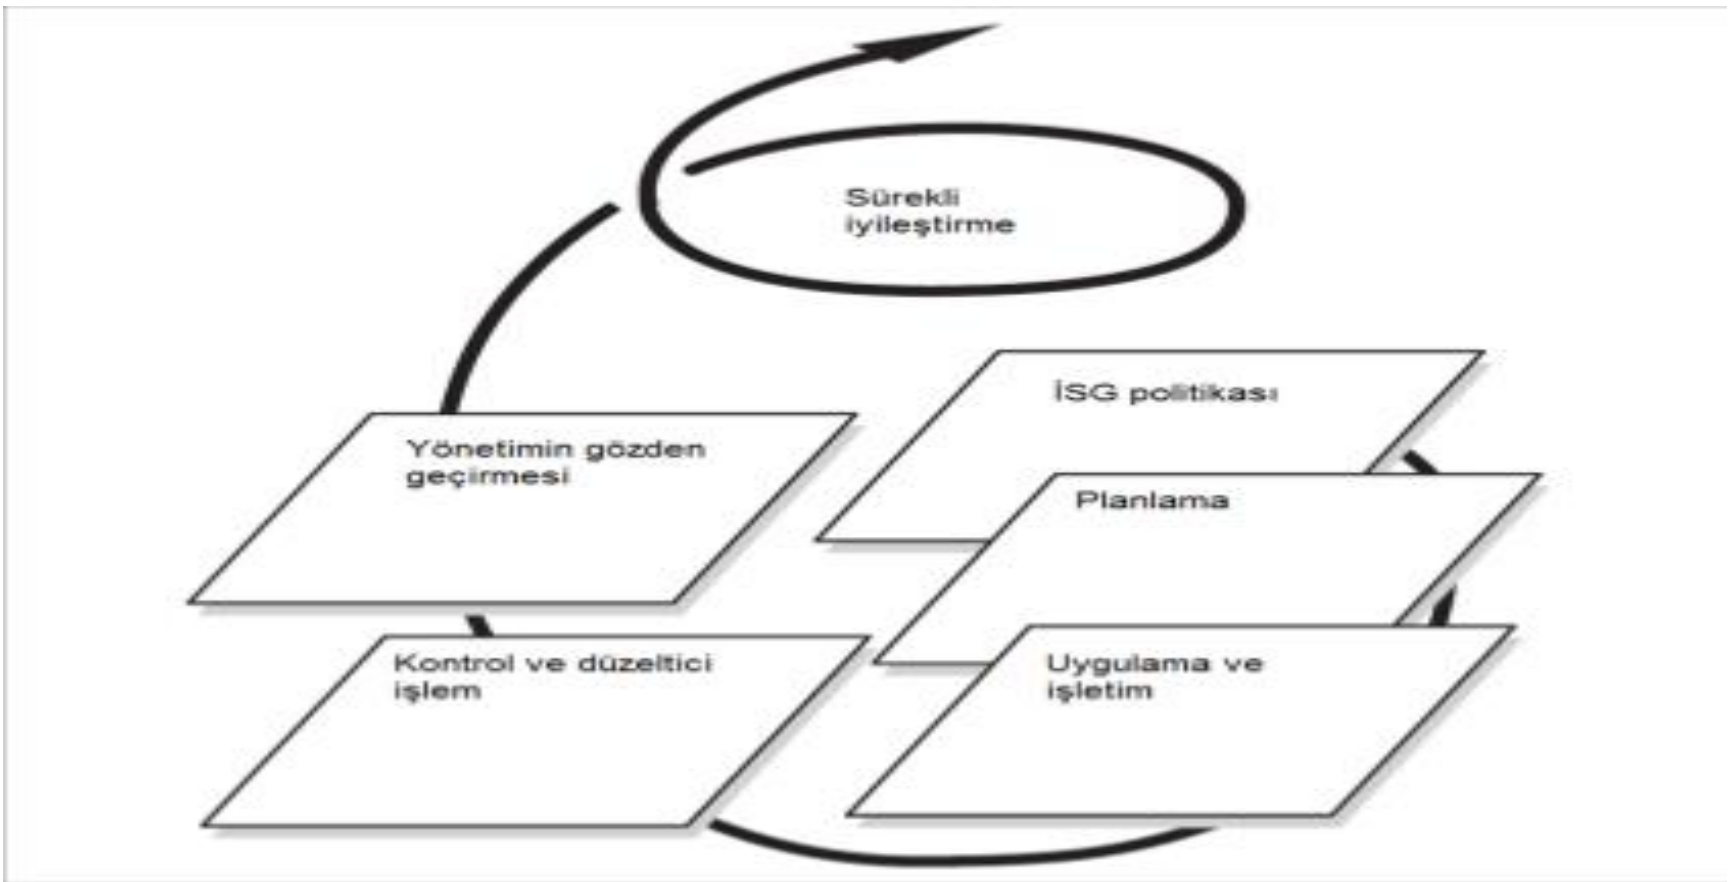 Sürekli
iyileştirme
İSG politikası
Yönetimin gözden
geçirmesi
Planlama
Kontrol ve düzeltici
işlem
Uygulama ve
işletim